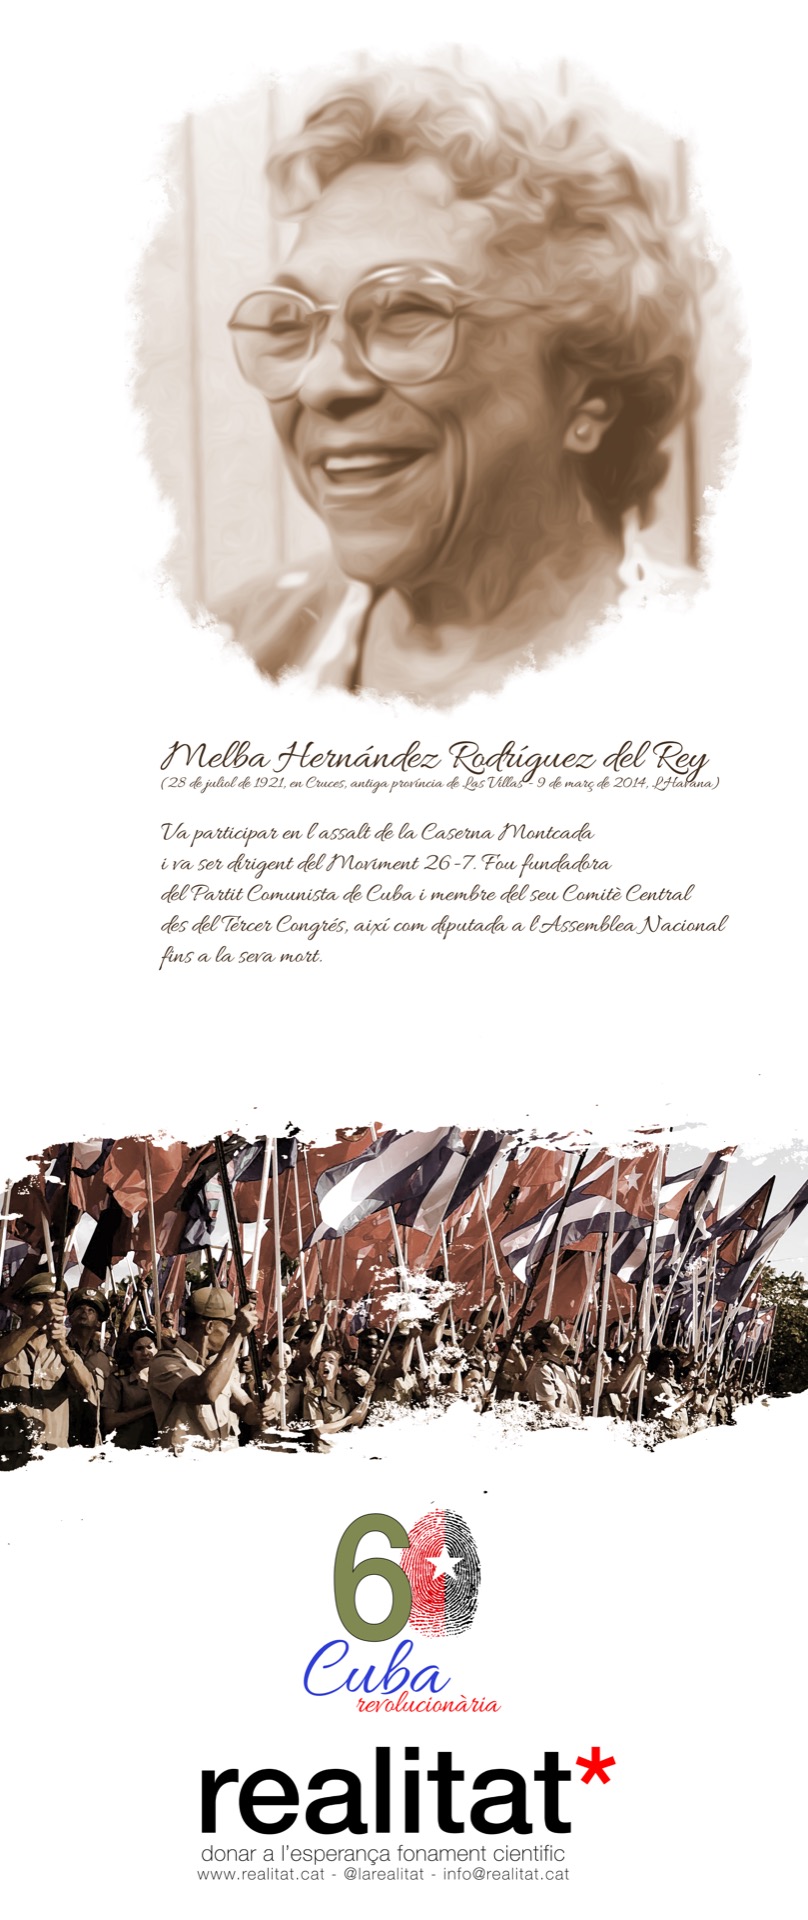 Melba Hernández Rodríguez del Rey
(28 de juliol de 1921, en Cruces, antiga província de Las Villas - 9 de març de 2014, L'Havana)
Va participar en l'assalt de la Caserna Montcada
i va ser dirigent del Moviment 26-7. Fou fundadora
del Partit Comunista de Cuba i membre del seu Comitè Central
des del Tercer Congrés, així com diputada a l'Assemblea Nacional
fins a la seva mort.
60
Cuba
revolucionària
realitat*
donar a l'esperança fonament cientific
www.realitat.cat - @larealitat - info@realitat.cat